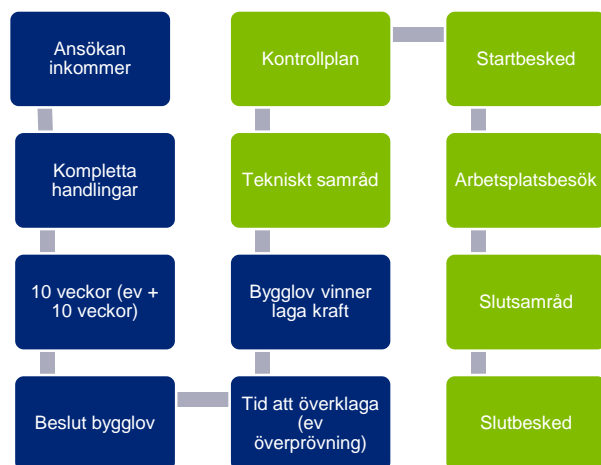 Ansökan
inkommer
Kompletta
handlingar
10 veckor (ev +
10 veckor)
Beslut bygglov
Tid att överklaga
(ev
överprövning)
Bygglov vinner
laga kraft
Tekniskt samråd
Kontrollplan
Startbesked
Arbetsplatsbesök
Slutsamråd
Slutbesked